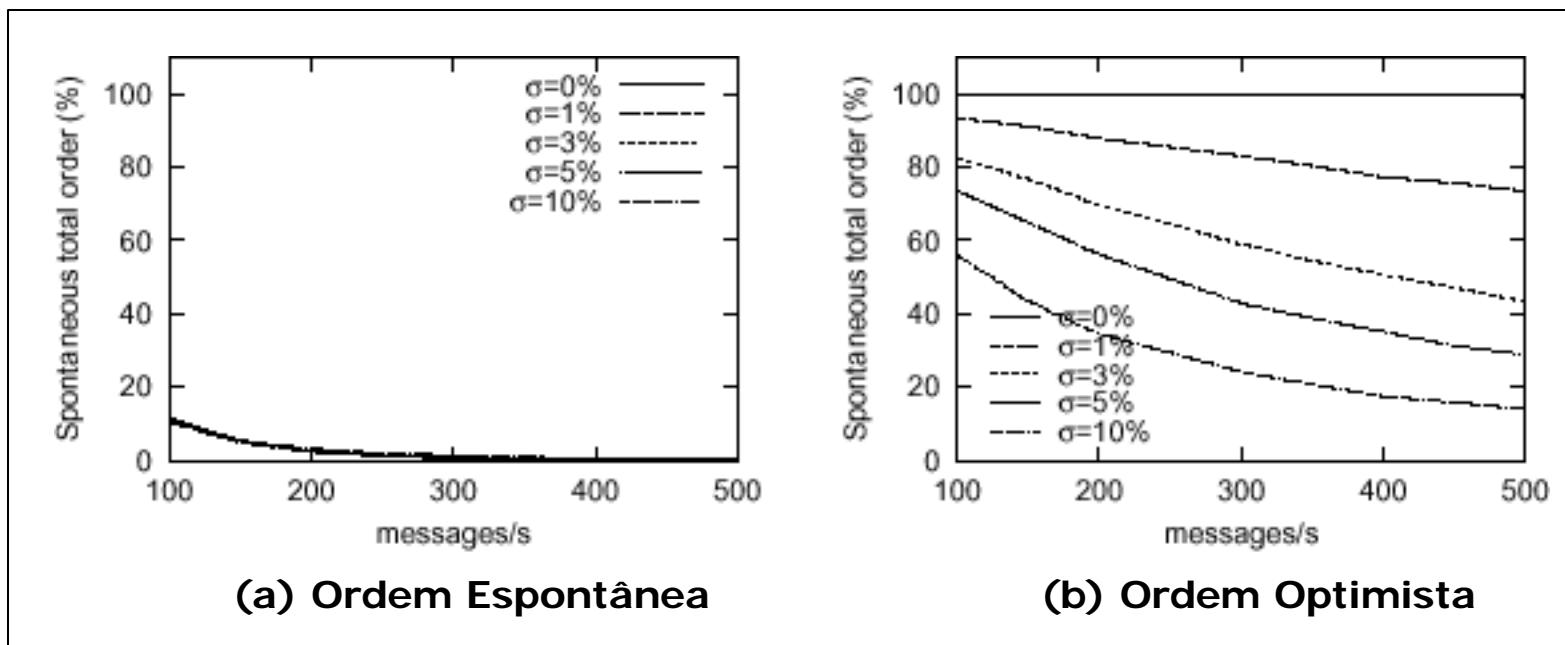 Spontaneous total order (%)
100
80
60
40
20
0
σ=0%
σ=1%
σ=3%
σ=5%
σ=10%
100 200 300 400 500
messages/s
(a) Ordem Espontânea
Spontaneous total order (%)
100
80
60
40
20
0
σ=0%
σ=1%
σ=3%
σ=5%
σ=10%
100 200 300 400 500
messages/s
(b) Ordem Optimista